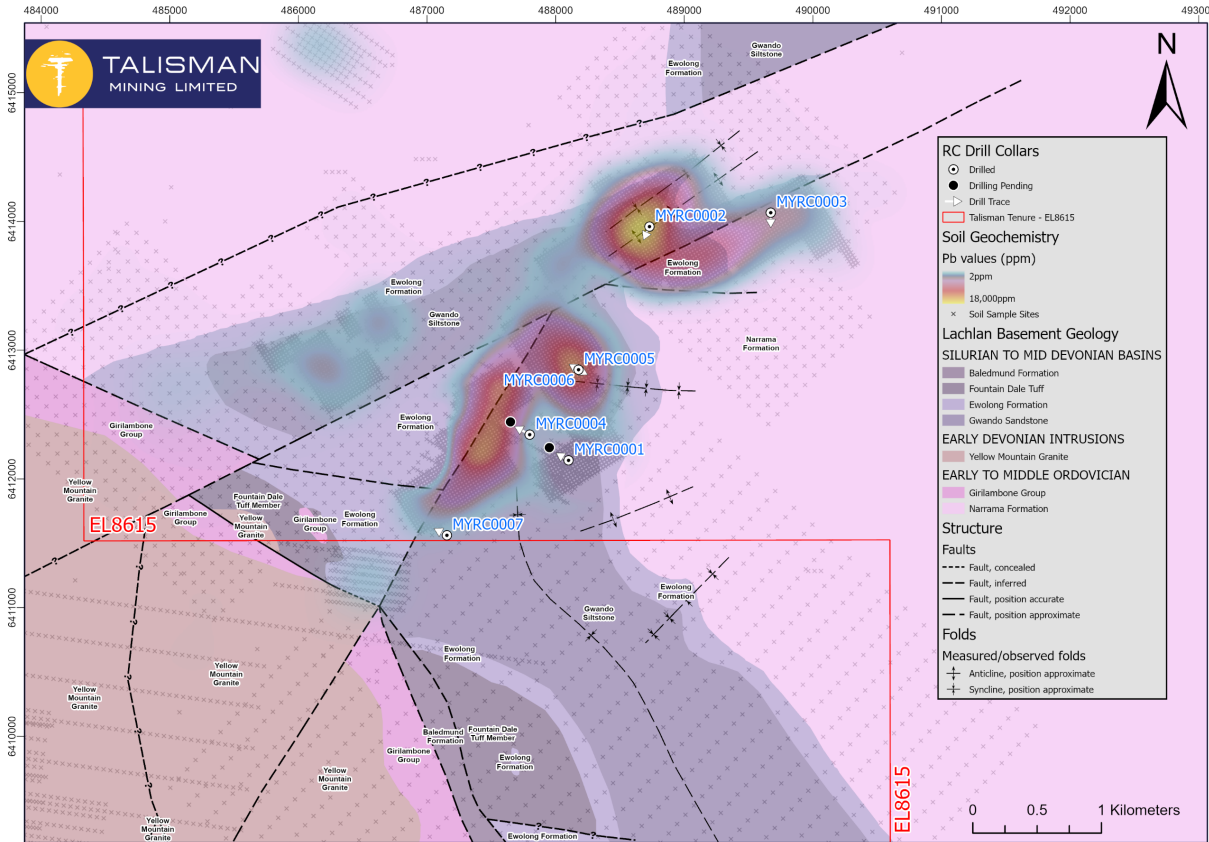 484000
485000
486000
487000
488000
489000
490000
491000
492000
49300
6415000
6414000
6413000
6412000
6411000
6410000
TALISMAN
MINING LIMITED
N
Gwando
Siltstone
Ewolong
Formation
?
?
?
?
?
?
?
MYRC0002
MYRC0003
Ewolong
Formation
Ewolong
Formation
Gwando
Siltstone
Narrama
Formation
MYRC0005
MYRC0006
MYRC0004
MYRC0001
Ewolong
Formation
Girilambone
Group
Yellow
Mountain
Granite
Fountain Dale
Tuff Member
Girilambone
Group
Yellow
Mountain
Granite
Girilambone
Group
Ewolong
Formation
EL8615
MYRC0007
?
?
?
?
?
Ewolong
Formation
Gwando
Siltstone
Ewolong
Formation
Yellow
Mountain
Granite
Yellow
Mountain
Granite
Baledmund
Formation
Fountain Dale
Tuff Member
Girilambone
Group
Ewolong
Formation
Yellow
Mountain
Granite
Yellow
Mountain
Granite
?
?
Ewolong Formation
EL8615
RC Drill Collars
Drilled
Drilling Pending
Drill Trace
Talisman Tenure - EL8615
Soil Geochemistry
Pb values (ppm)
2ppm
18,000ppm
Soil Sample Sites
Lachlan Basement Geology
SILURIAN TO MID DEVONIAN BASINS
Baledmund Formation
Fountain Dale Tuff
Ewolong Formation
Gwando Sandstone
EARLY DEVONIAN INTRUSIONS
Yellow Mountain Granite
EARLY TO MIDDLE ORDOVICIAN
Girilambone Group
Narrama Formation
Structure
Faults
Fault, concealed
Fault, inferred
Fault, position accurate
Fault, position approximate
Folds
Measured/observed folds
Anticline, position approximate
Syncline, position approximate
0 0.5 1 Kilometers